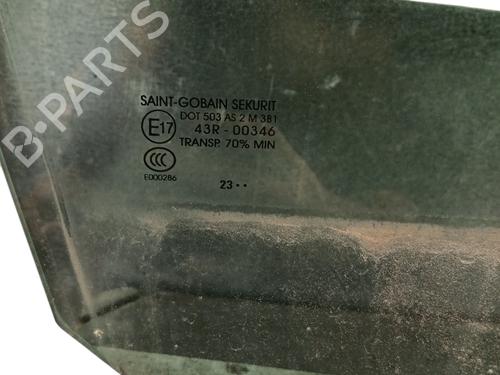 B-PARTS
SAINT-GOBAIN SEKURIT
DOT 503 AS 2 M 381
E17 43R - 00346
TRANSP. 70% MIN
CCC
E000286
23 • •